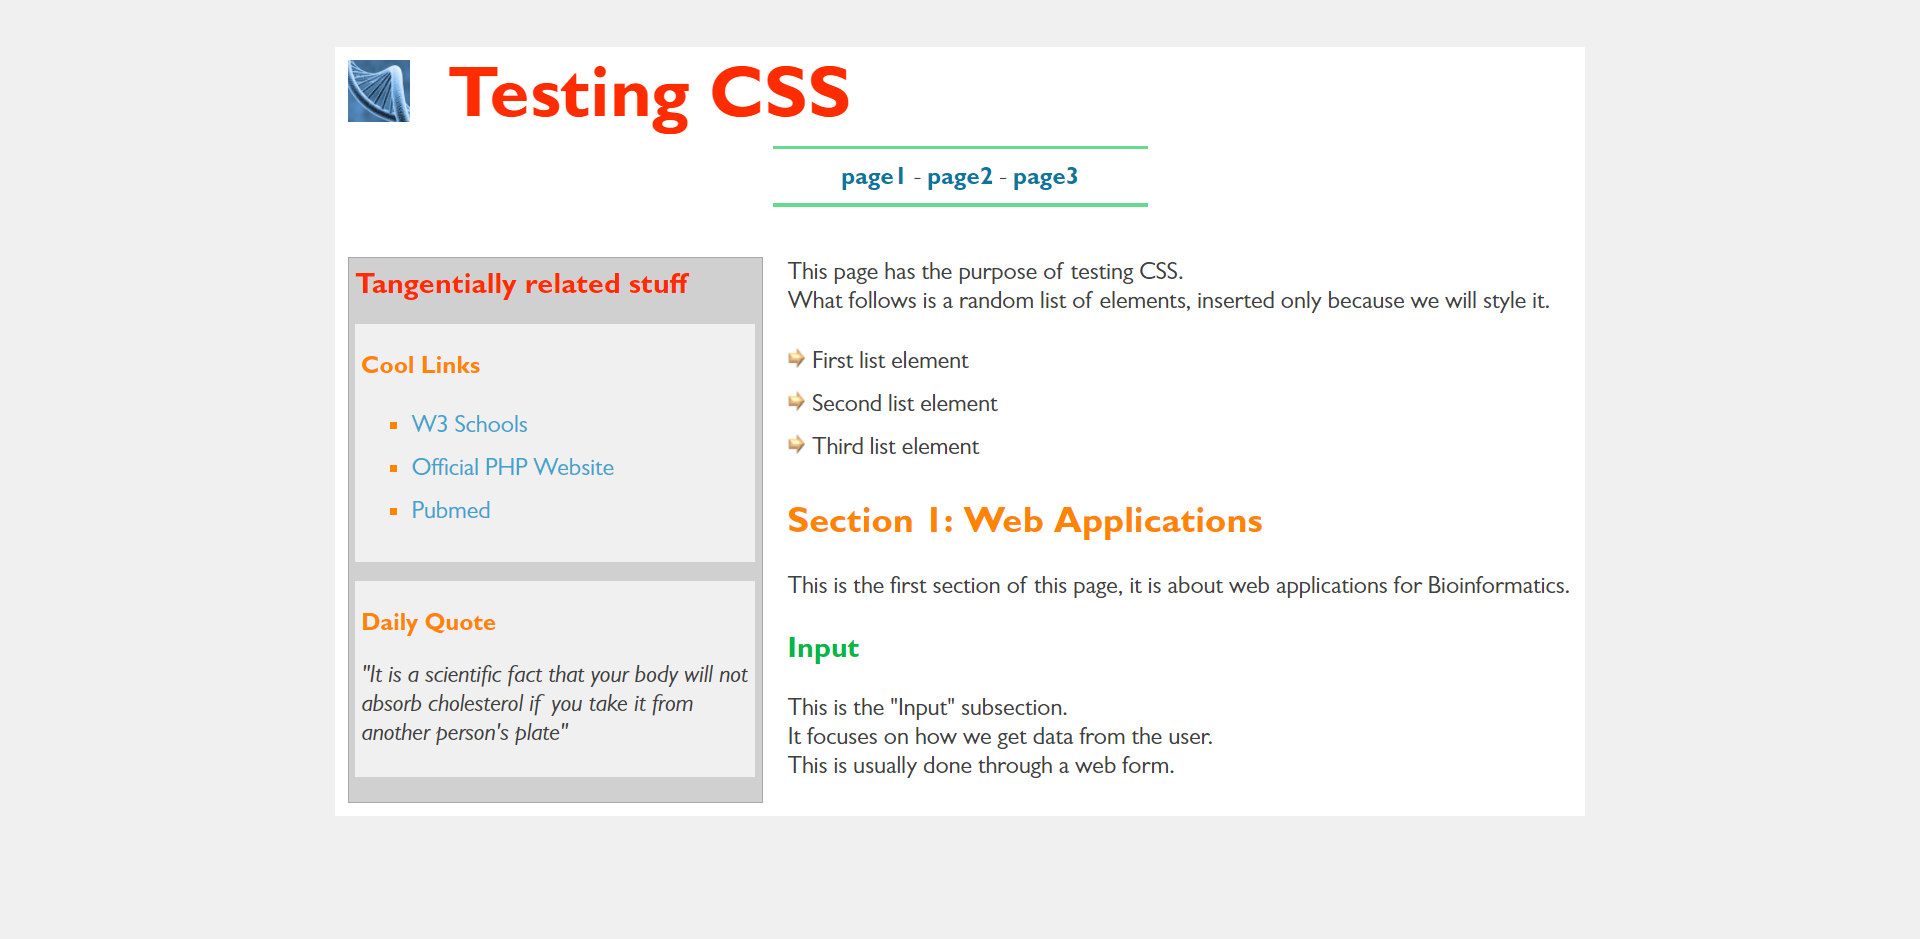 Testing CSS
page1 - page2 - page3
Tangentially related stuff
Cool Links
W3 Schools
Official PHP Website
Pubmed
Daily Quote
"It is a scientific fact that your body will not
absorb cholesterol if you take it from
another person's plate"
This page has the purpose of testing CSS.
What follows is a random list of elements, inserted only because we will style it.
First list element
Second list element
Third list element
Section 1: Web Applications
This is the first section of this page, it is about web applications for Bioinformatics.
Input
This is the "Input" subsection.
It focuses on how we get data from the user.
This is usually done through a web form.